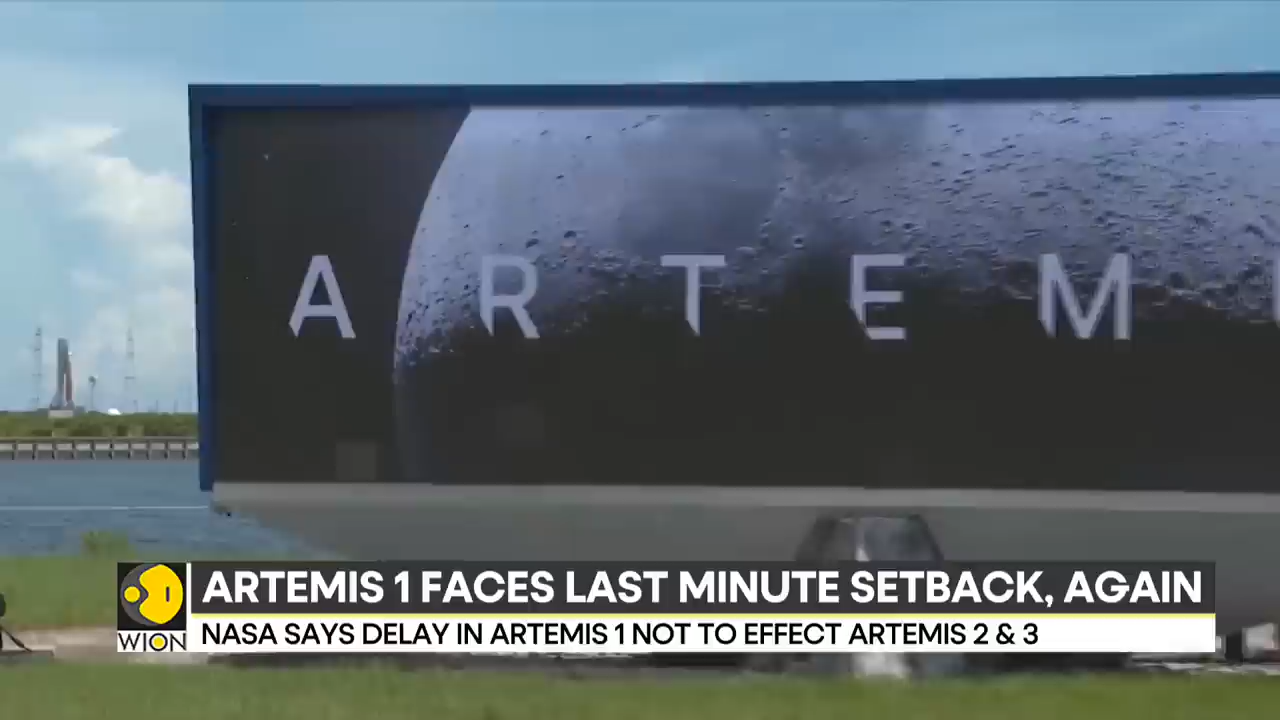 ARTEM
ARTEMIS 1 FACES LAST MINUTE SETBACK, AGAIN
WION
NASA SAYS DELAY IN ARTEMIS 1 NOT TO EFFECT ARTEMIS 2 & 3